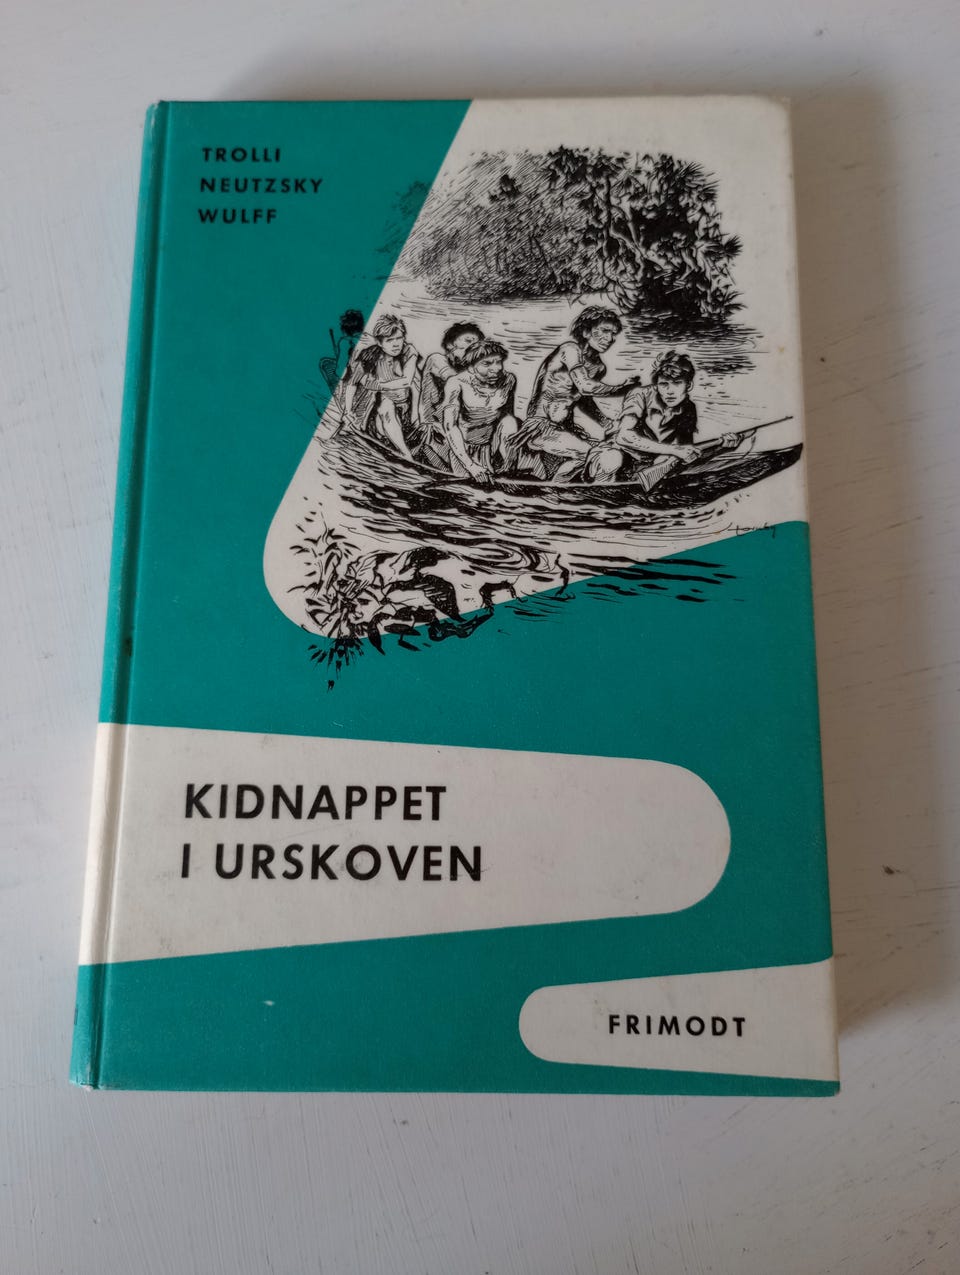 TROLLI
NEUTZSKY
WULFF
KIDNAPPET
I URSKOVEN
FRIMODT